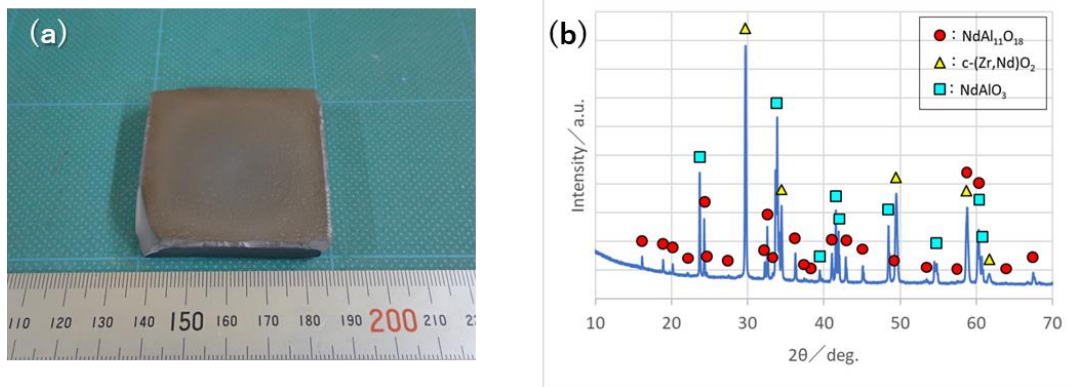 (a)
110 120 130 140 150 160 170 180 190 200 210
(b)
: NdAl₁₁O₁₈
: c-(Zr,Nd)O₂
: NdAlO₃
Intensity／a.u.
10 20 30 40 50 60 70
2θ／deg.